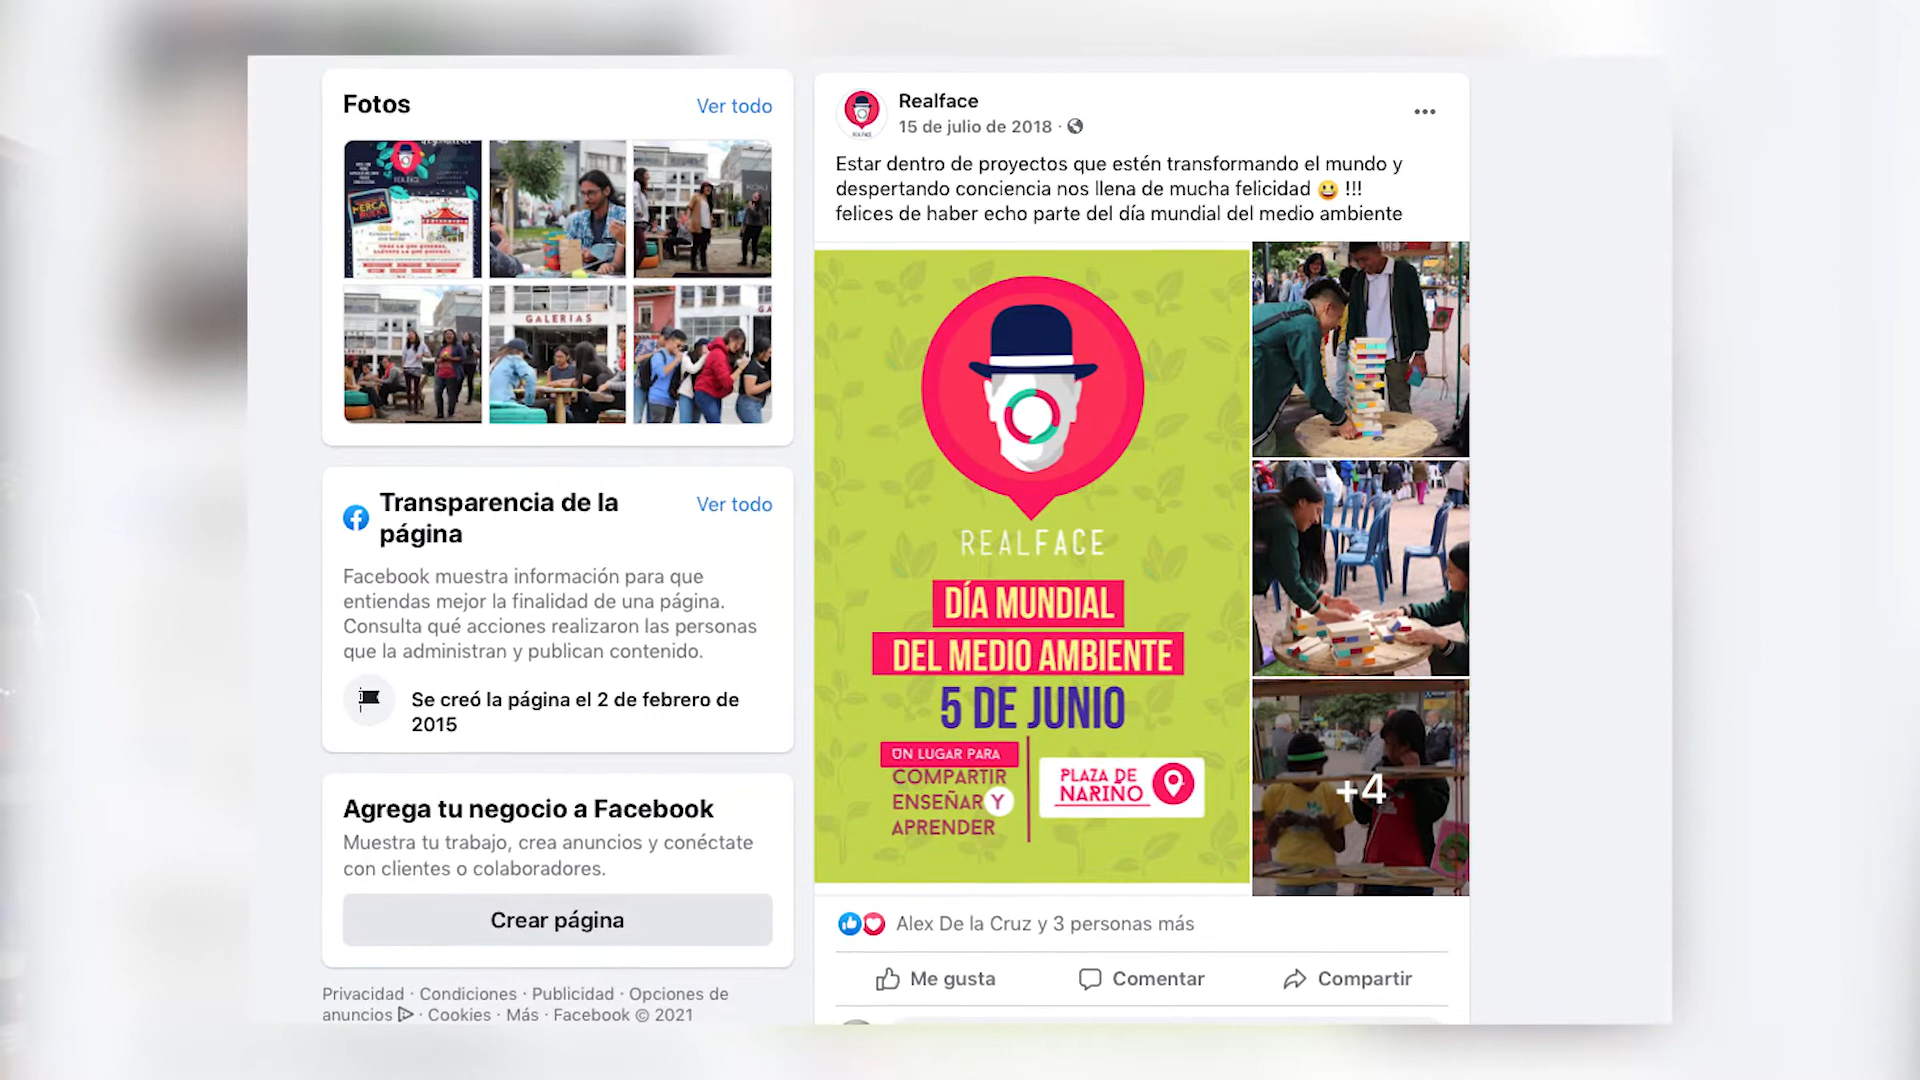 Fotos
Ver todo
REALFACE
MERCA
GALERIAS
Transparencia de la
página
Ver todo
Facebook muestra información para que
entiendas mejor la finalidad de una página.
Consulta qué acciones realizaron las personas
que la administran y publican contenido.
Se creó la página el 2 de febrero de
2015
Agrega tu negocio a Facebook
Muestra tu trabajo, crea anuncios y conéctate
con clientes o colaboradores.
Crear página
Privacidad · Condiciones · Publicidad · Opciones de
anuncios · Cookies · Más · Facebook © 2021
Realface
15 de julio de 2018 ·
Estar dentro de proyectos que estén transformando el mundo y
despertando conciencia nos llena de mucha felicidad 😃 !!!
felices de haber echo parte del día mundial del medio ambiente
REALFACE
DÍA MUNDIAL
DEL MEDIO AMBIENTE
5 DE JUNIO
UN LUGAR PARA
COMPARTIR
ENSEÑAR Y
APRENDER
PLAZA DE
NARIÑO
+4
Alex De la Cruz y 3 personas más
Me gusta
Comentar
Compartir